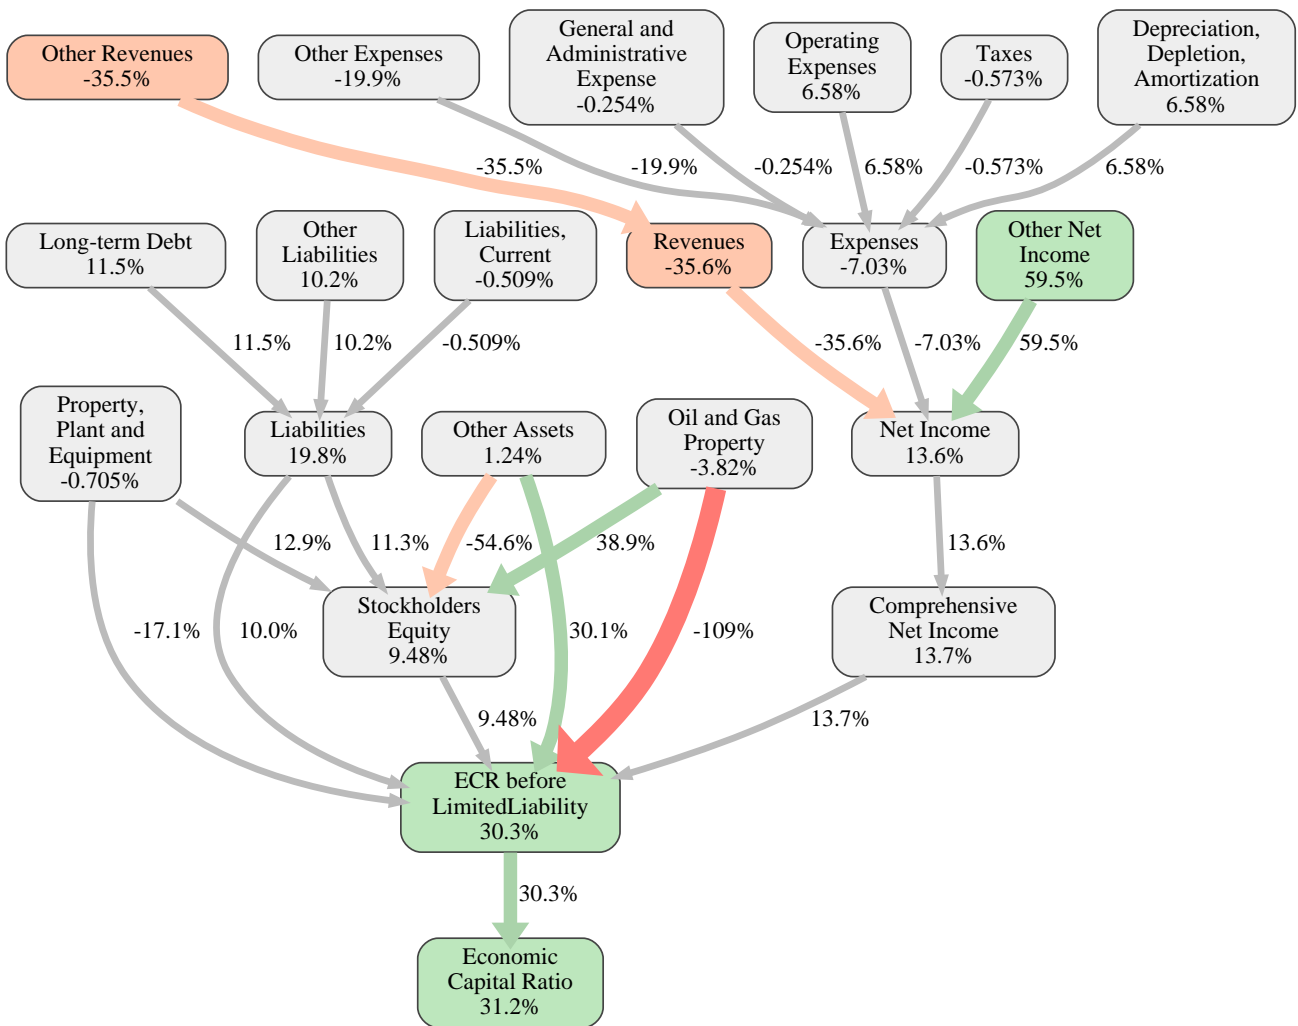 Other Revenues
-35.5%
Other Expenses
-19.9%
General and
Administrative
Expense
-0.254%
Operating
Expenses
6.58%
Taxes
-0.573%
Depreciation,
Depletion,
Amortization
6.58%
-35.5%
-19.9%
-0.254%
6.58%
-0.573%
6.58%
Long-term Debt
11.5%
Other
Liabilities
10.2%
Liabilities,
Current
-0.509%
Revenues
-35.6%
Expenses
-7.03%
Other Net
Income
59.5%
11.5%
10.2%
-0.509%
-35.6%
-7.03%
59.5%
Property,
Plant and
Equipment
-0.705%
Liabilities
19.8%
Other Assets
1.24%
Oil and Gas
Property
-3.82%
Net Income
13.6%
12.9%
11.3%
-54.6%
38.9%
13.6%
-17.1%
10.0%
Stockholders
Equity
9.48%
30.1%
-109%
Comprehensive
Net Income
13.7%
9.48%
13.7%
ECR before
LimitedLiability
30.3%
30.3%
Economic
Capital Ratio
31.2%